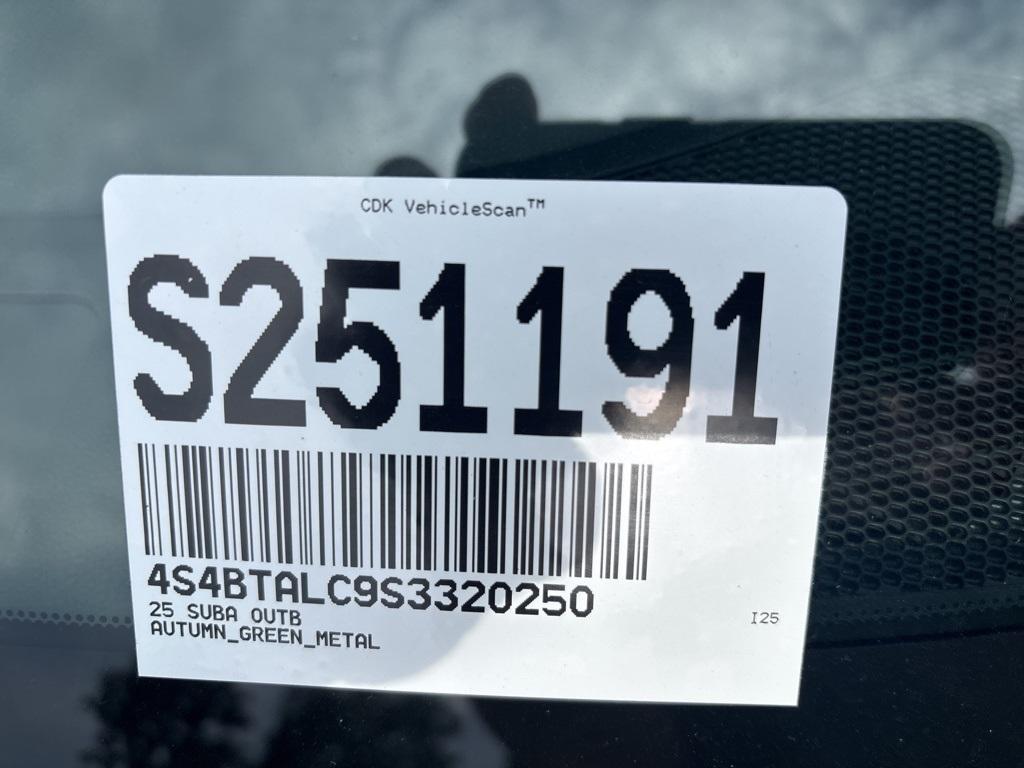 CDK VehicleScan™
S251191
4S4BTALC9S3320250
25 SUBA OUTB
I25
AUTUMN_GREEN_METAL